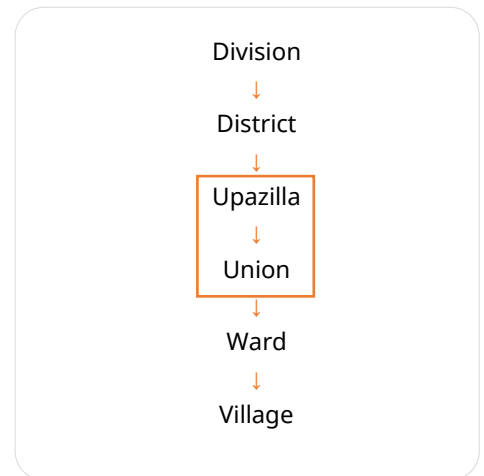 Division
↓
District
↓
Upazilla
↓
Union
↓
Ward
↓
Village